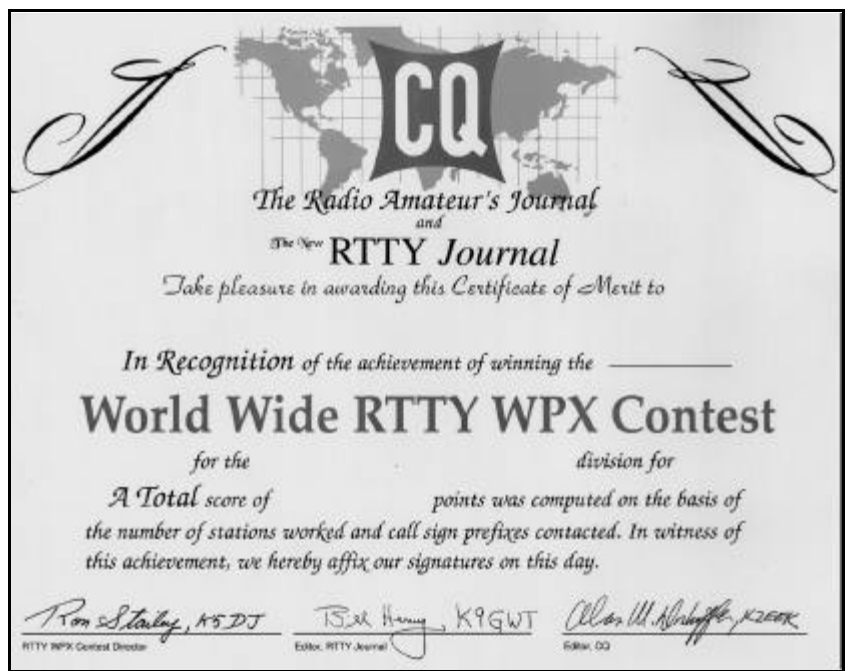 CQ
The Radio Amateur's Journal
and
The New RTTY Journal
Take pleasure in awarding this Certificate of Merit to
In Recognition of the achievement of winning the
World Wide RTTY WPX Contest
for the division for
A Total score of points was computed on the basis of
the number of stations worked and call sign prefixes contacted. In witness of
this achievement, we hereby affix our signatures on this day.
Ron Stailey, K5DJ Bill Henry, K9GWT Alan M. K2EEK
RTTY WPX Contest Director Editor, RTTY Journal Editor, CQ